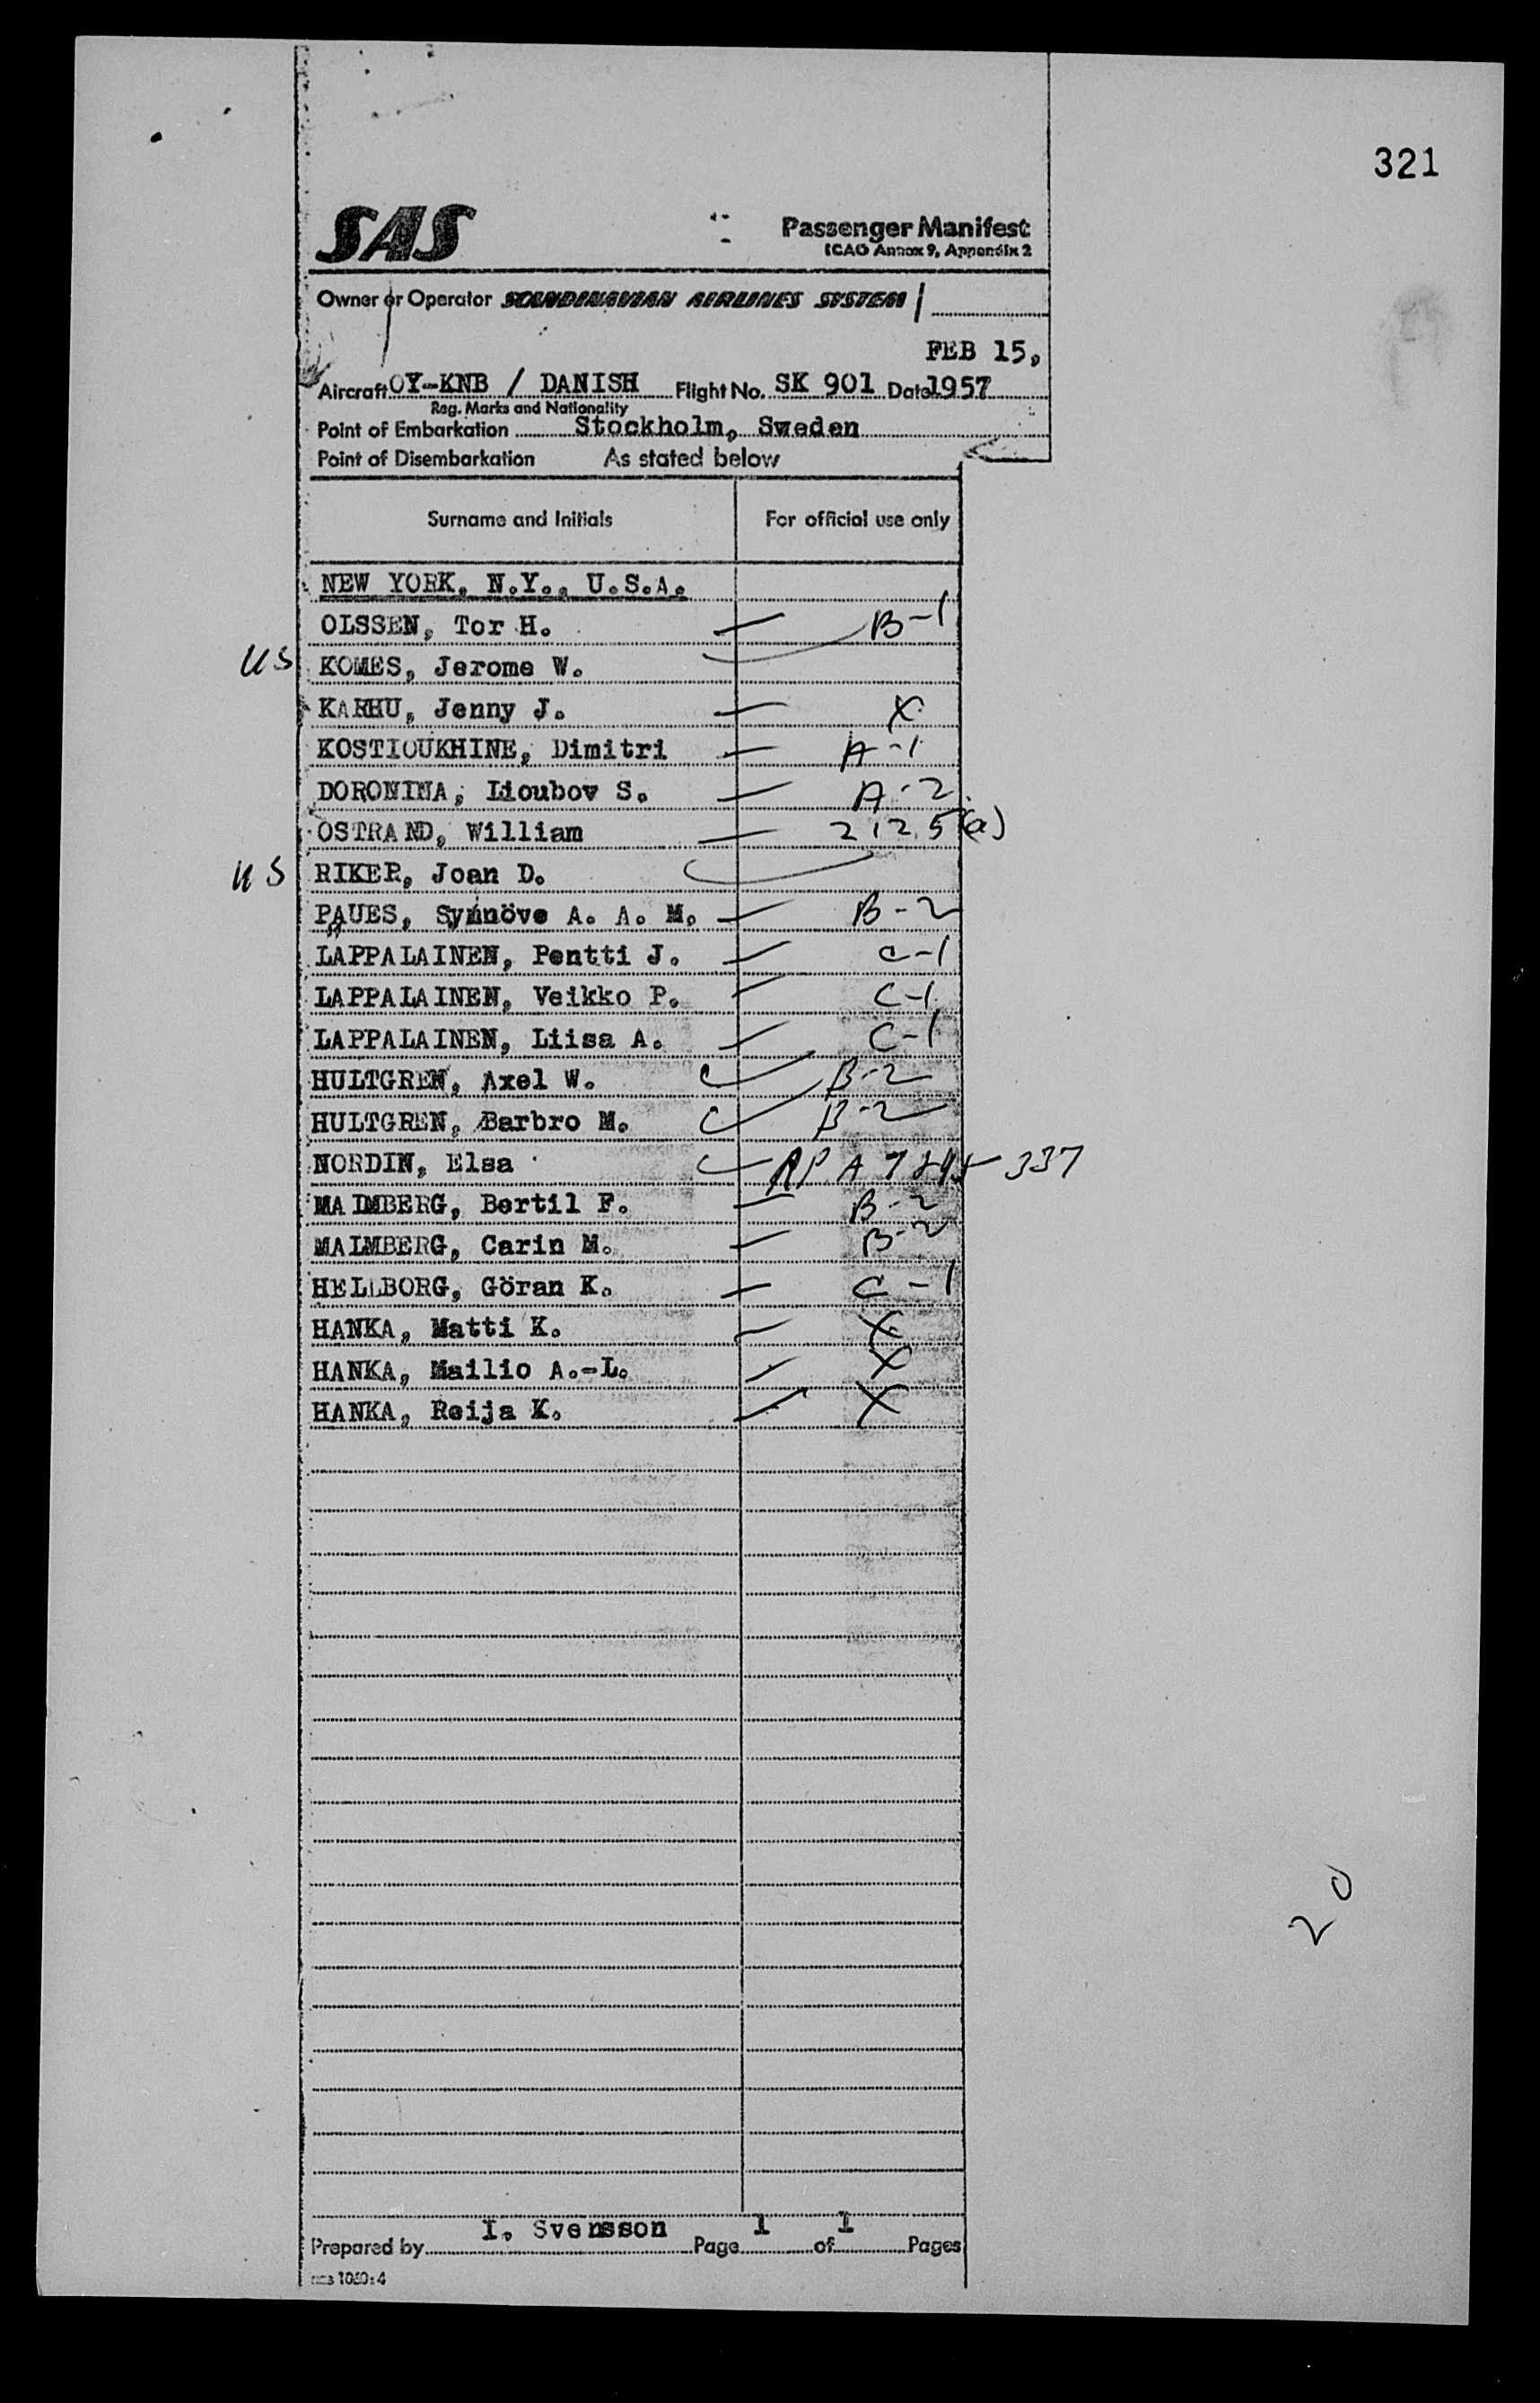 321
SAS
Passenger Manifest
ICAO Annex 9, Appendix 2
Owner or Operator SCANDINAVIAN AIRLINES SYSTEM
FEB 15,
Aircraft OY-KNB / DANISH Flight No. SK 901 Date 1957
Reg. Marks and Nationality
Point of Embarkation Stockholm, Sweden
Point of Disembarkation As stated below
Surname and Initials For official use only
NEW YORK, N.Y., U.S.A.
OLSSEN, Tor H. B-1
US KOMES, Jerome W.
KARHU, Jenny J. X
KOSTIOUKHINE, Dimitri A-1
DORONINA, Lioubov S. A-2
OSTRAND, William 212.5(a)
US RIKER, Joan D.
PAUES, Synnöve A. A. M. B-2
LAPPALAINEN, Pentti J. C-1
LAPPALAINEN, Veikko P. C-1
LAPPALAINEN, Liisa A. C-1
HULTGREN, Axel W. B-2
HULTGREN, Barbro M. B-2
NORDIN, Elsa 337
MALMBERG, Bertil F. B-2
MALMBERG, Carin M. B-2
HELLBORG, Göran K. C-1
HANKA, Matti K. X
HANKA, Mailio A.-L. X
HANKA, Reija K. X
20
Prepared by I. Svensson Page 1 of 1 Pages
1060:4